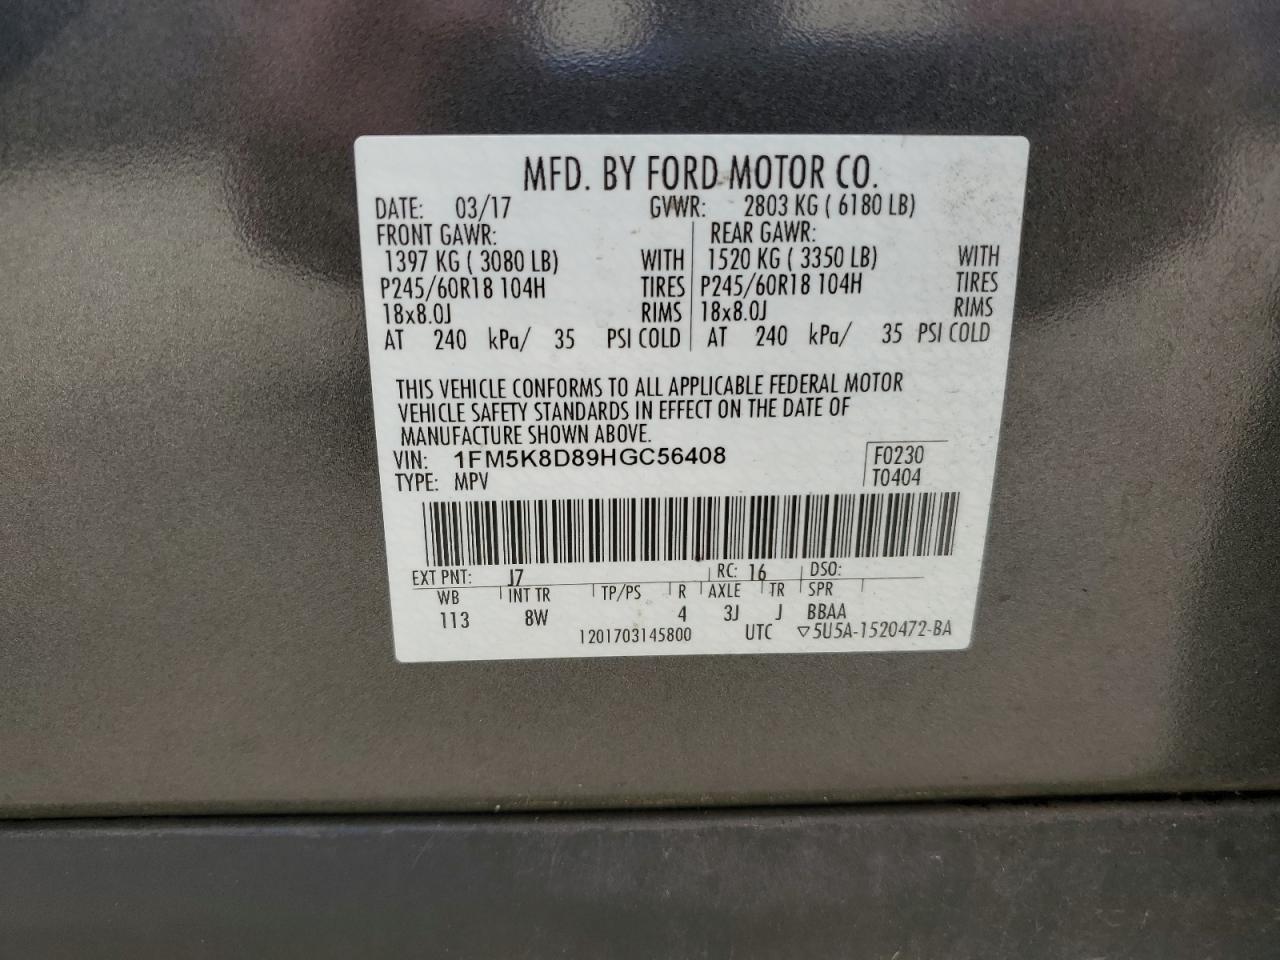 MFD. BY FORD MOTOR CO.
DATE: 03/17 GVWR: 2803 KG ( 6180 LB)
FRONT GAWR: REAR GAWR:
1397 KG ( 3080 LB) WITH 1520 KG ( 3350 LB) WITH
P245/60R18 104H TIRES P245/60R18 104H TIRES
18x8.0J RIMS 18x8.0J RIMS
AT 240 kPa/ 35 PSI COLD AT 240 kPa/ 35 PSI COLD
THIS VEHICLE CONFORMS TO ALL APPLICABLE FEDERAL MOTOR
VEHICLE SAFETY STANDARDS IN EFFECT ON THE DATE OF
MANUFACTURE SHOWN ABOVE.
VIN: 1FM5K8D89HGC56408 F0230
TYPE: MPV T0404
EXT PNT: J7 RC: 16 DSO:
WB INT TR TP/PS R AXLE TR SPR
113 8W 4 3J J BBAA
1201703145800 UTC ▽5U5A-1520472-BA